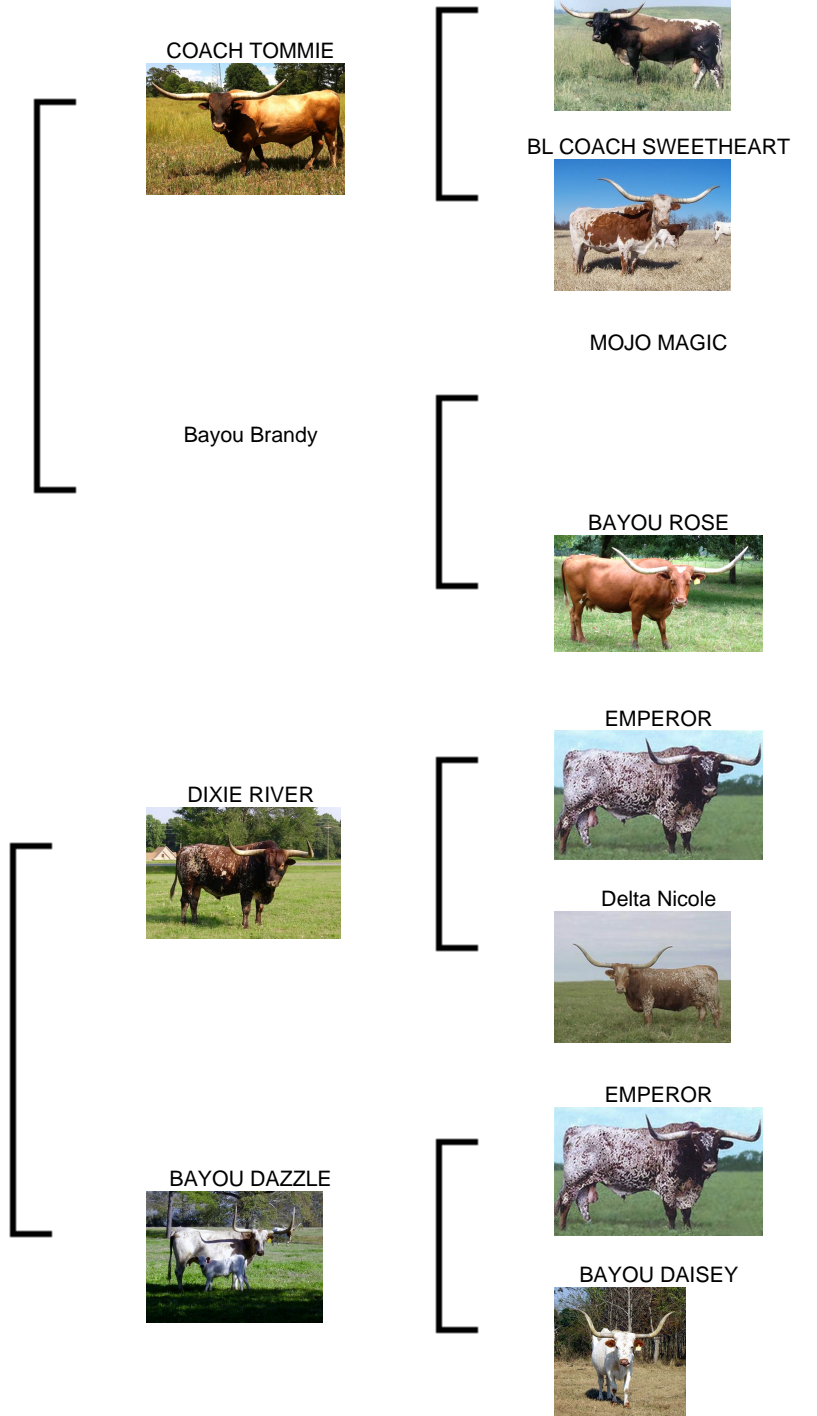 COACH TOMMIE
BL COACH SWEETHEART
MOJO MAGIC
Bayou Brandy
BAYOU ROSE
EMPEROR
DIXIE RIVER
Delta Nicole
EMPEROR
BAYOU DAZZLE
BAYOU DAISEY